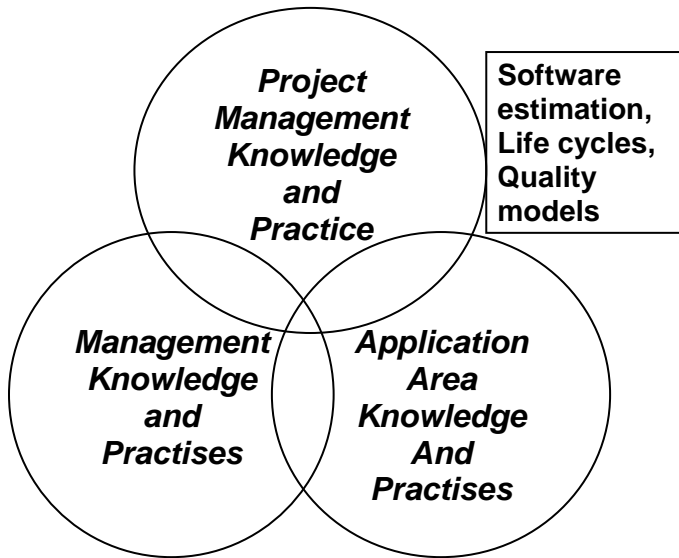 Project
Management
Knowledge
and
Practice
Software
estimation,
Life cycles,
Quality
models
Management
Knowledge
and
Practises
Application
Area
Knowledge
And
Practises